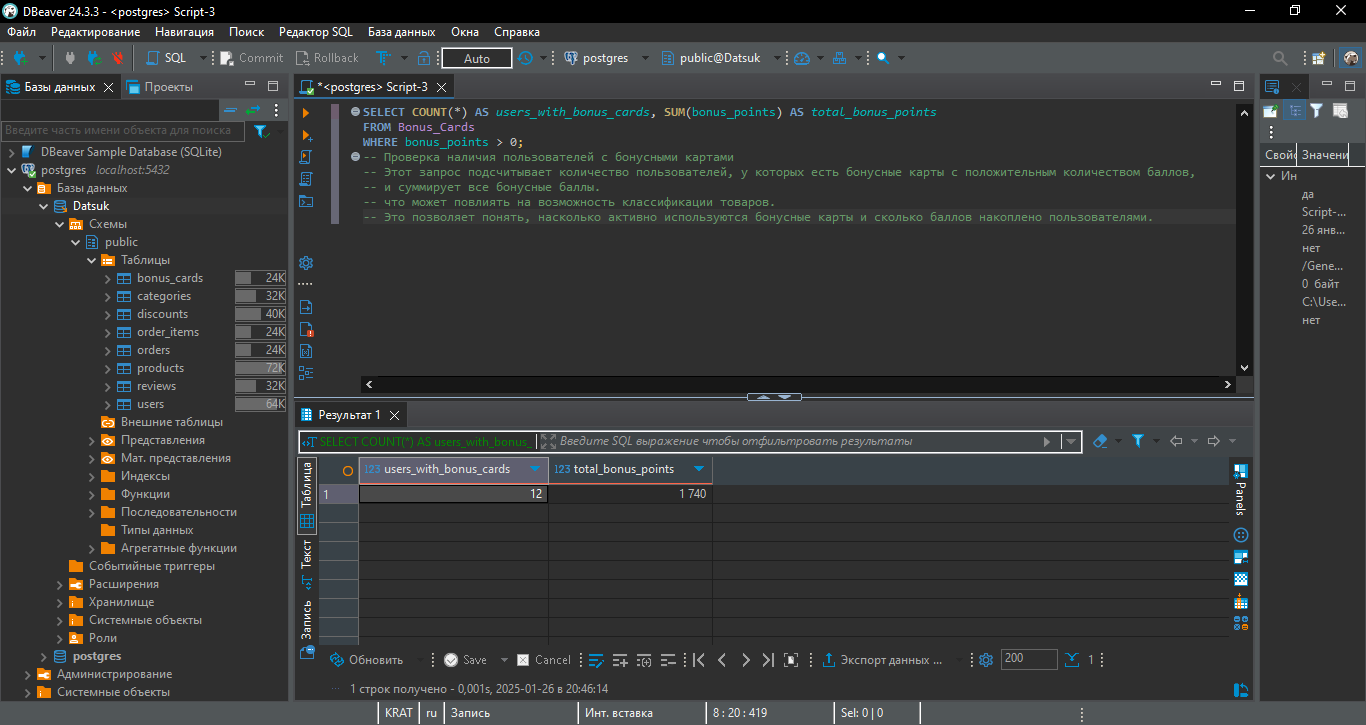 DBeaver 24.3.3 - <postgres> Script-3
Файл Редактирование Навигация Поиск Редактор SQL База данных Окна Справка
SQL Commit Rollback Auto postgres public@Datsuk
Базы данных Проекты
Введите часть имени объекта для поиска
DBeaver Sample Database (SQLite)
postgres localhost:5432
Базы данных
Datsuk
Схемы
public
Таблицы
bonus_cards 24K
categories 32K
discounts 40K
order_items 24K
orders 24K
products 72K
reviews 32K
users 64K
Внешние таблицы
Представления
Мат. представления
Индексы
Функции
Последовательности
Типы данных
Агрегатные функции
Событийные триггеры
Расширения
Хранилище
Системные объекты
Роли
postgres
Администрирование
Системные объекты
*<postgres> Script-3
SELECT COUNT(*) AS users_with_bonus_cards, SUM(bonus_points) AS total_bonus_points
FROM Bonus_Cards
WHERE bonus_points > 0;
-- Проверка наличия пользователей с бонусными картами
-- Этот запрос подсчитывает количество пользователей, у которых есть бонусные карты с положительным количеством баллов,
-- и суммирует все бонусные баллы.
-- что может повлиять на возможность классификации товаров.
-- Это позволяет понять, насколько активно используются бонусные карты и сколько баллов накоплено пользователями.
Результат 1
SELECT COUNT(*) AS users_with_bonus_ Введите SQL выражение чтобы отфильтровать результаты
Таблица
Текст
Запись
123 users_with_bonus_cards 123 total_bonus_points
1 12 1 740
Panels
Обновить Save Cancel Экспорт данных ... 200 1
1 строк получено - 0,001s, 2025-01-26 в 20:46:14
Свой Значени
Ин
да
Script-...
26 янв...
нет
/Gene...
0 байт
C:\Use...
нет
KRAT ru Запись Инт. вставка 8 : 20 : 419 Sel: 0 | 0